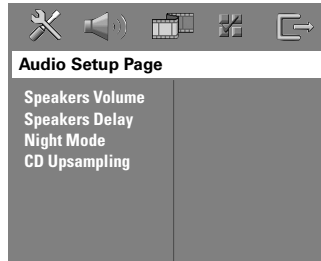 Audio Setup Page
Speakers Volume
Speakers Delay
Night Mode
CD Upsampling